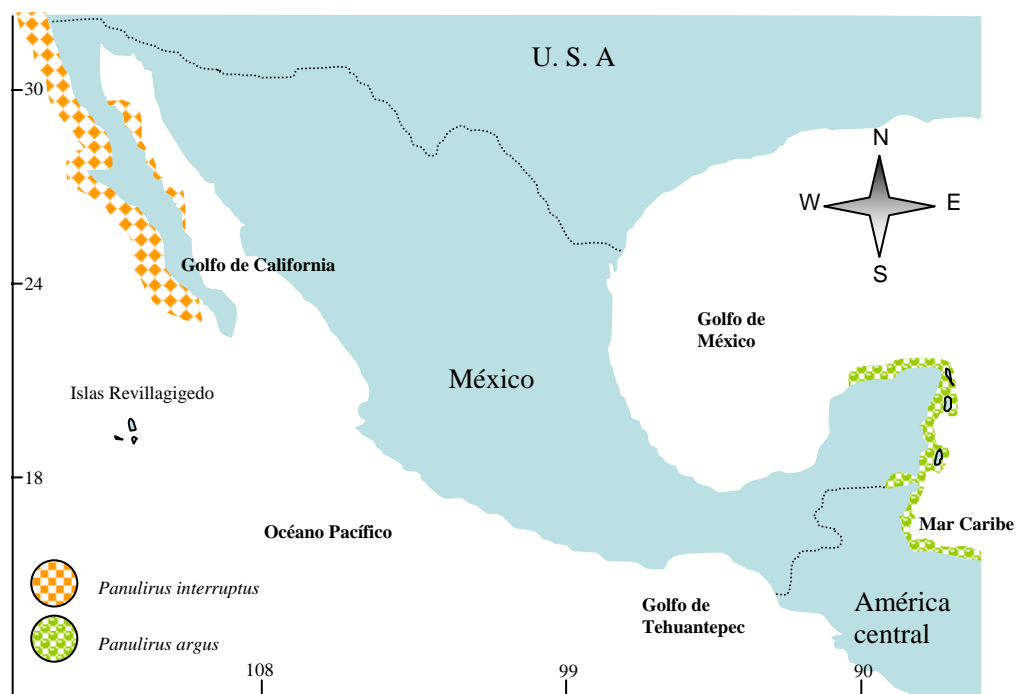 U. S. A
30
N
W
E
S
Golfo de California
24
Golfo de
México
México
Islas Revillagigedo
18
Océano Pacífico
Mar Caribe
Panulirus interruptus
Golfo de
Tehuantepec
América
central
Panulirus argus
108
99
90